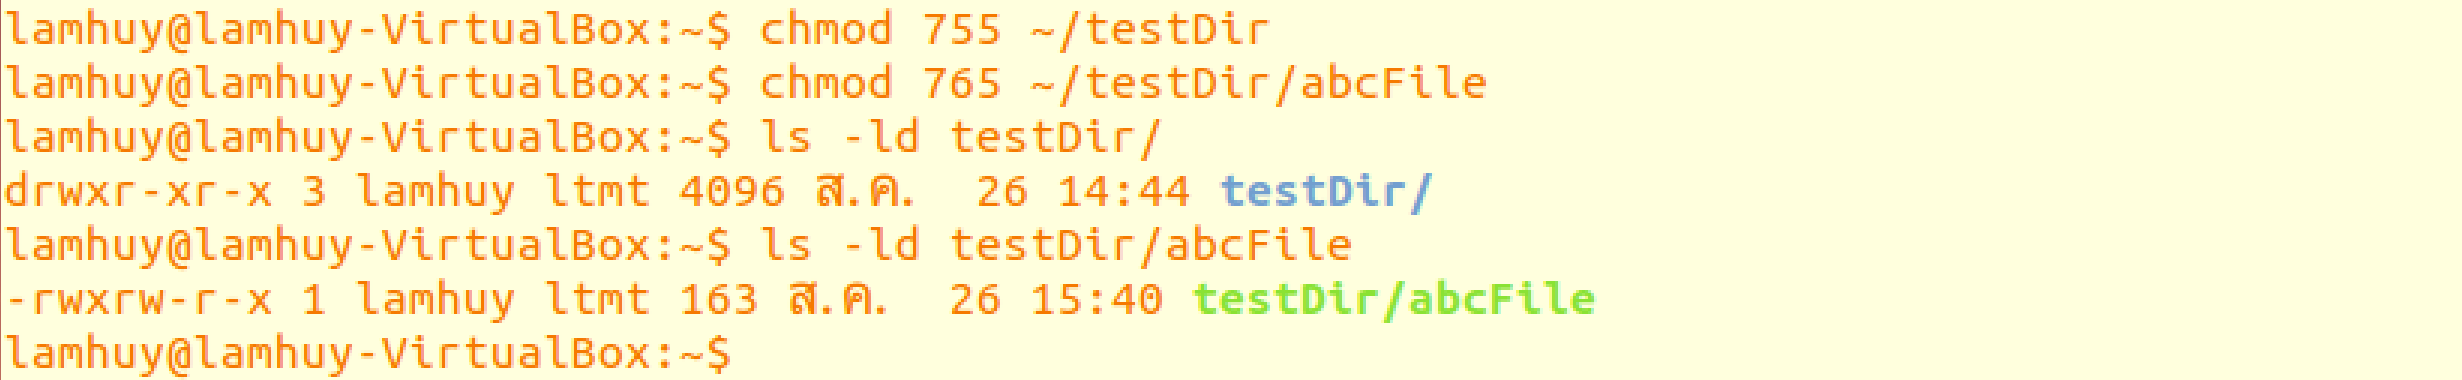 lamhuy@lamhuy-VirtualBox:~$ chmod 755 ~/testDir
lamhuy@lamhuy-VirtualBox:~$ chmod 765 ~/testDir/abcFile
lamhuy@lamhuy-VirtualBox:~$ ls -ld testDir/
drwxr-xr-x 3 lamhuy ltmt 4096 ส.ค.  26 14:44 testDir/
lamhuy@lamhuy-VirtualBox:~$ ls -ld testDir/abcFile
-rwxrw-r-x 1 lamhuy ltmt 163 ส.ค.  26 15:40 testDir/abcFile
lamhuy@lamhuy-VirtualBox:~$